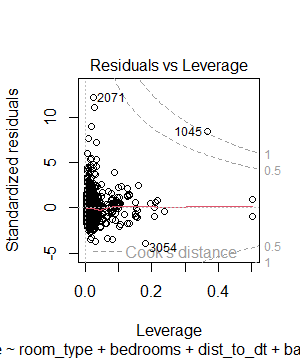 Residuals vs Leverage
Standardized residuals
10
5
0
-5
2071
1045
3054
1
0.5
0.5
1
Cook's distance
0.0
0.2
0.4
Leverage
e ~ room_type + bedrooms + dist_to_dt + ba